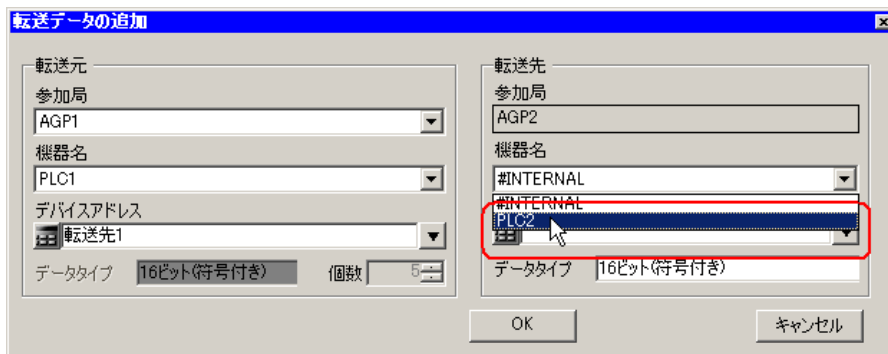 転送データの追加
転送元
参加局
AGP1
機器名
PLC1
デバイスアドレス
転送先1
データタイプ 16ビット(符号付き) 個数 5
転送先
参加局
AGP2
機器名
#INTERNAL
#INTERNAL
PLC2
データタイプ 16ビット(符号付き)
OK キャンセル